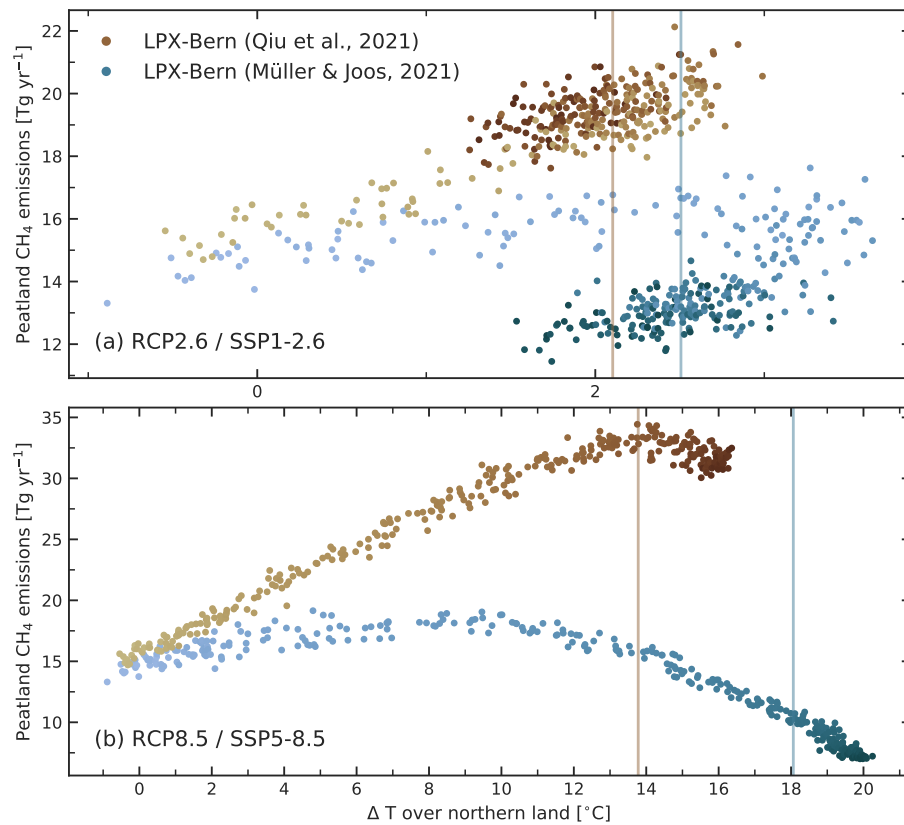 22
20
18
16
14
12
Peatland CH₄ emissions [Tg yr⁻¹]
LPX-Bern (Qiu et al., 2021)
LPX-Bern (Müller & Joos, 2021)
(a) RCP2.6 / SSP1-2.6
0 2
35
30
25
20
15
10
Peatland CH₄ emissions [Tg yr⁻¹]
(b) RCP8.5 / SSP5-8.5
0 2 4 6 8 10 12 14 16 18 20
Δ T over northern land [°C]